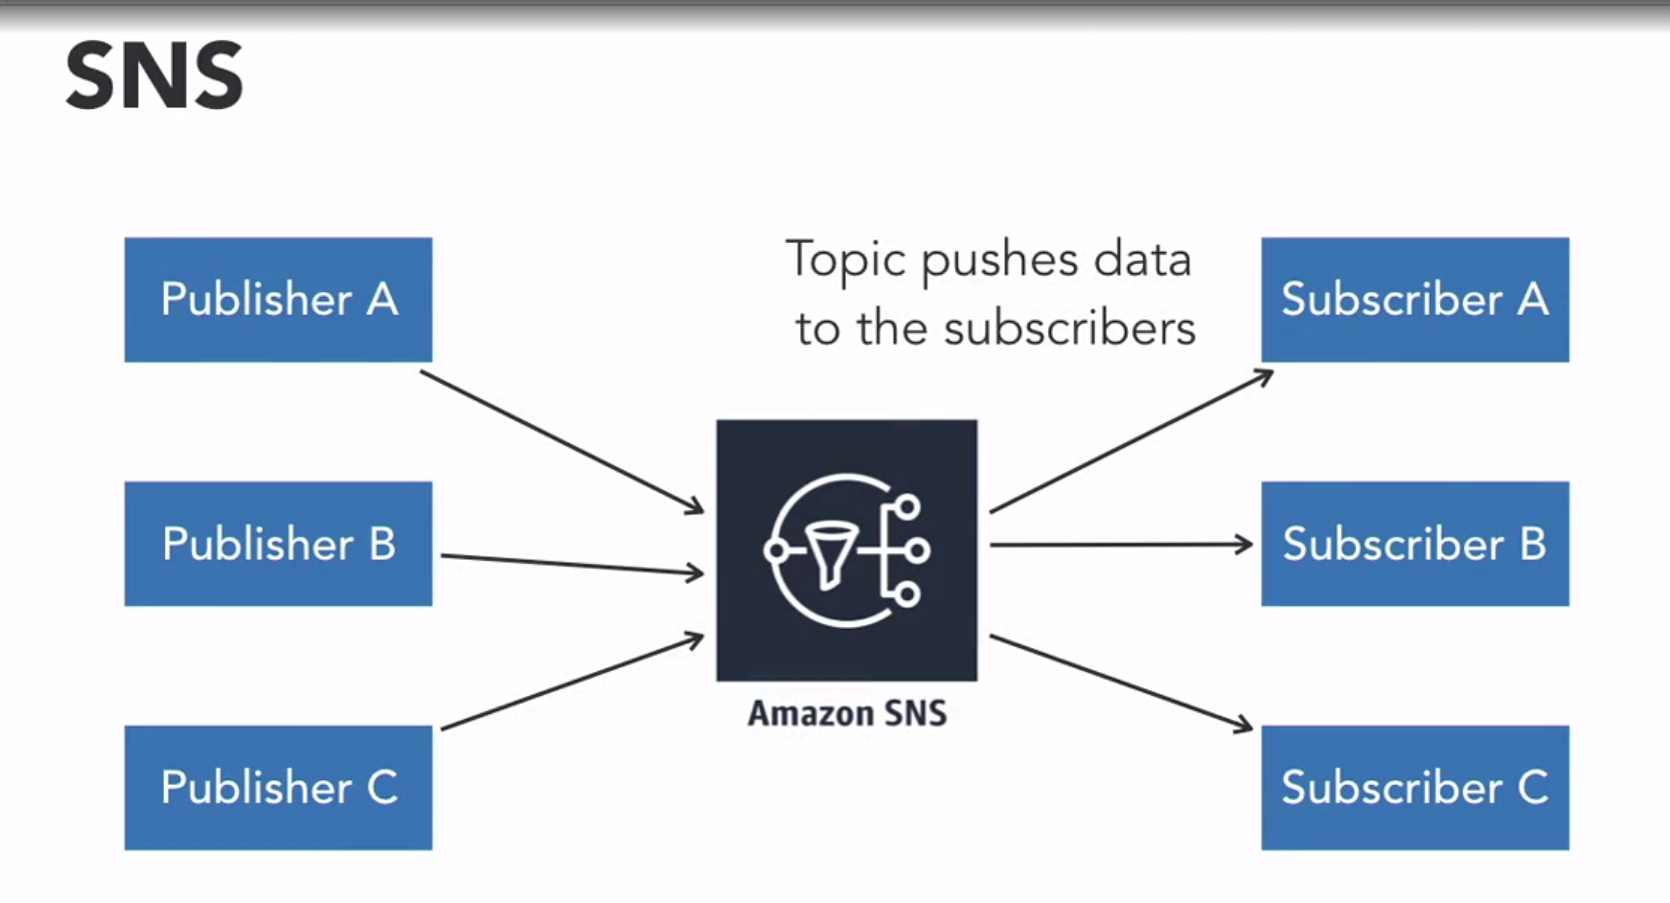 SNS
Publisher A
Topic pushes data
to the subscribers
Subscriber A
Publisher B
Subscriber B
Amazon SNS
Publisher C
Subscriber C